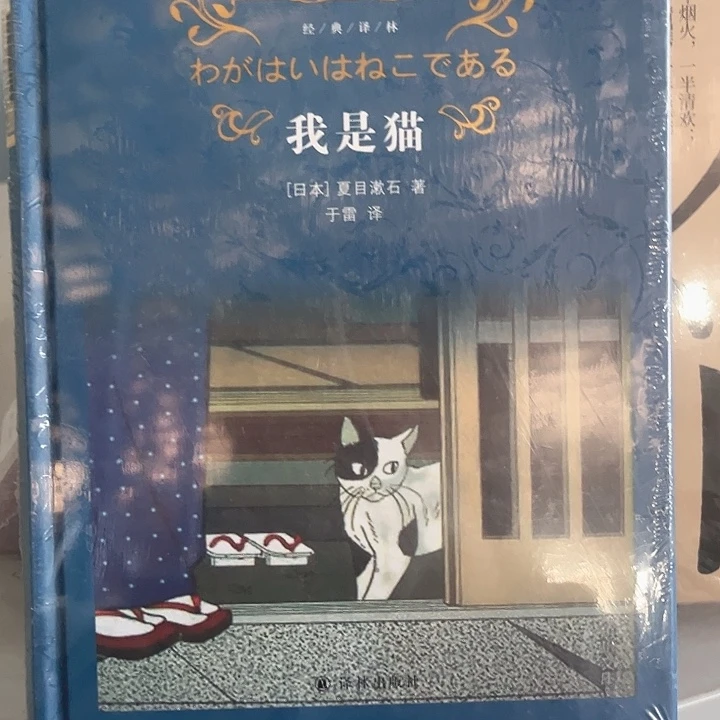 经/典/译/林
わがはいはねこである
我是猫
[日本] 夏目漱石 著
于雷 译
译林出版社
烟火，一半清欢